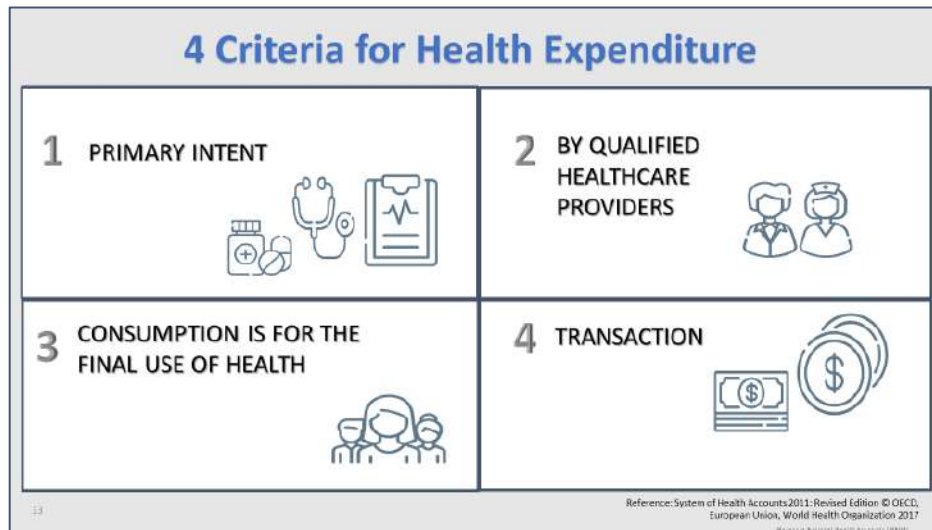 4 Criteria for Health Expenditure
1 PRIMARY INTENT
2 BY QUALIFIED
HEALTHCARE
PROVIDERS
3 CONSUMPTION IS FOR THE
FINAL USE OF HEALTH
4 TRANSACTION
13
Reference: System of Health Accounts 2011: Revised Edition © OECD,
European Union, World Health Organization 2017